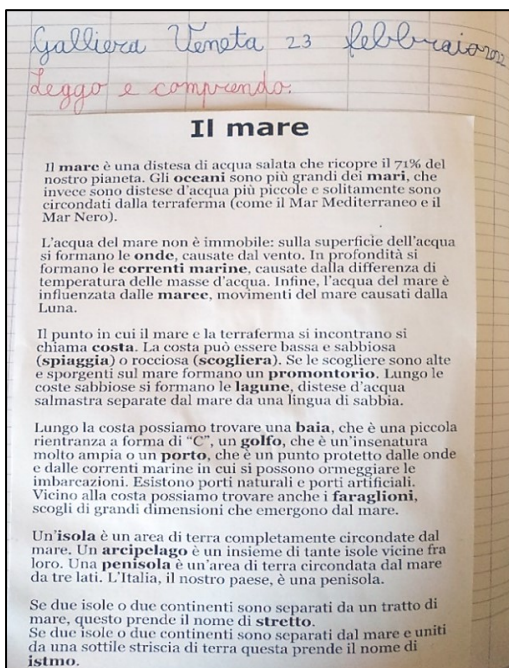 Galliera Veneta 23 febbraio 2022
Leggo e comprendo.
Il mare
Il mare è una distesa di acqua salata che ricopre il 71% del
nostro pianeta. Gli oceani sono più grandi dei mari, che
invece sono distese d'acqua più piccole e solitamente sono
circondati dalla terraferma (come il Mar Mediterraneo e il
Mar Nero).
L'acqua del mare non è immobile: sulla superficie dell'acqua
si formano le onde, causate dal vento. In profondità si
formano le correnti marine, causate dalla differenza di
temperatura delle masse d'acqua. Infine, l'acqua del mare è
influenzata dalle maree, movimenti del mare causati dalla
Luna.
Il punto in cui il mare e la terraferma si incontrano si
chiama costa. La costa può essere bassa e sabbiosa
(spiaggia) o rocciosa (scogliera). Se le scogliere sono alte
e sporgenti sul mare formano un promontorio. Lungo le
coste sabbiose si formano le lagune, distese d'acqua
salmastra separate dal mare da una lingua di sabbia.
Lungo la costa possiamo trovare una baia, che è una piccola
rientranza a forma di "C", un golfo, che è un'insenatura
molto ampia o un porto, che è un punto protetto dalle onde
e dalle correnti marine in cui si possono ormeggiare le
imbarcazioni. Esistono porti naturali e porti artificiali.
Vicino alla costa possiamo trovare anche i faraglioni,
scogli di grandi dimensioni che emergono dal mare.
Un'isola è un area di terra completamente circondate dal
mare. Un arcipelago è un insieme di tante isole vicine fra
loro. Una penisola è un'area di terra circondata dal mare
da tre lati. L'Italia, il nostro paese, è una penisola.
Se due isole o due continenti sono separati da un tratto di
mare, questo prende il nome di stretto.
Se due isole o due continenti sono separati dal mare e uniti
da una sottile striscia di terra questa prende il nome di
istmo.